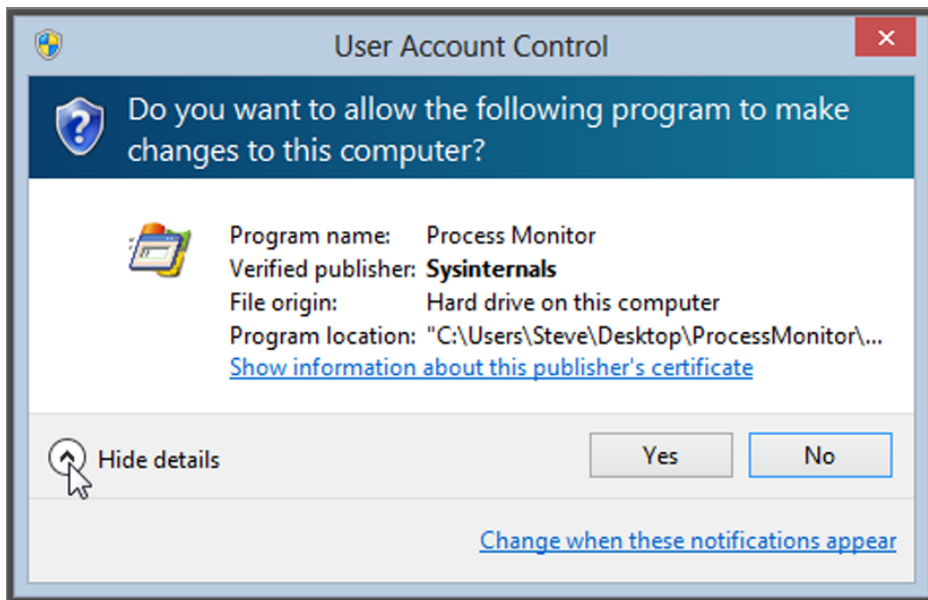 User Account Control
Do you want to allow the following program to make
changes to this computer?
Program name: Process Monitor
Verified publisher: Sysinternals
File origin: Hard drive on this computer
Program location: "C:\Users\Steve\Desktop\ProcessMonitor\...
Show information about this publisher's certificate
Hide details Yes No
Change when these notifications appear